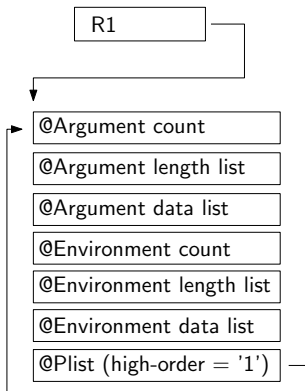 R1
@Argument count
@Argument length list
@Argument data list
@Environment count
@Environment length list
@Environment data list
@Plist (high-order = '1')